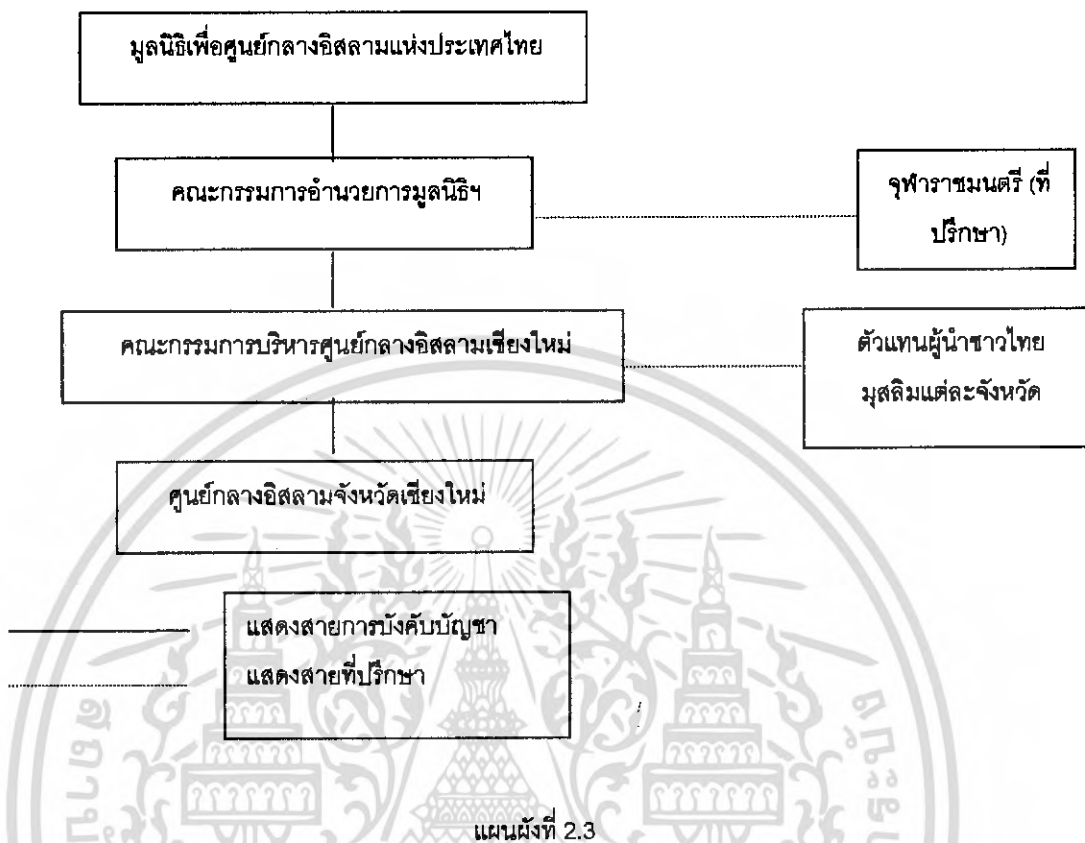 มูลนิธิเพื่อศูนย์กลางอิสลามแห่งประเทศไทย
คณะกรรมการอำนวยการมูลนิธิฯ
จุฬาราชมนตรี (ที่
ปรึกษา)
คณะกรรมการบริหารศูนย์กลางอิสลามเชียงใหม่
ตัวแทนผู้นำชาวไทย
มุสลิมแต่ละจังหวัด
ศูนย์กลางอิสลามจังหวัดเชียงใหม่
แสดงสายการบังคับบัญชา
แสดงสายที่ปรึกษา
แผนผังที่ 2.3